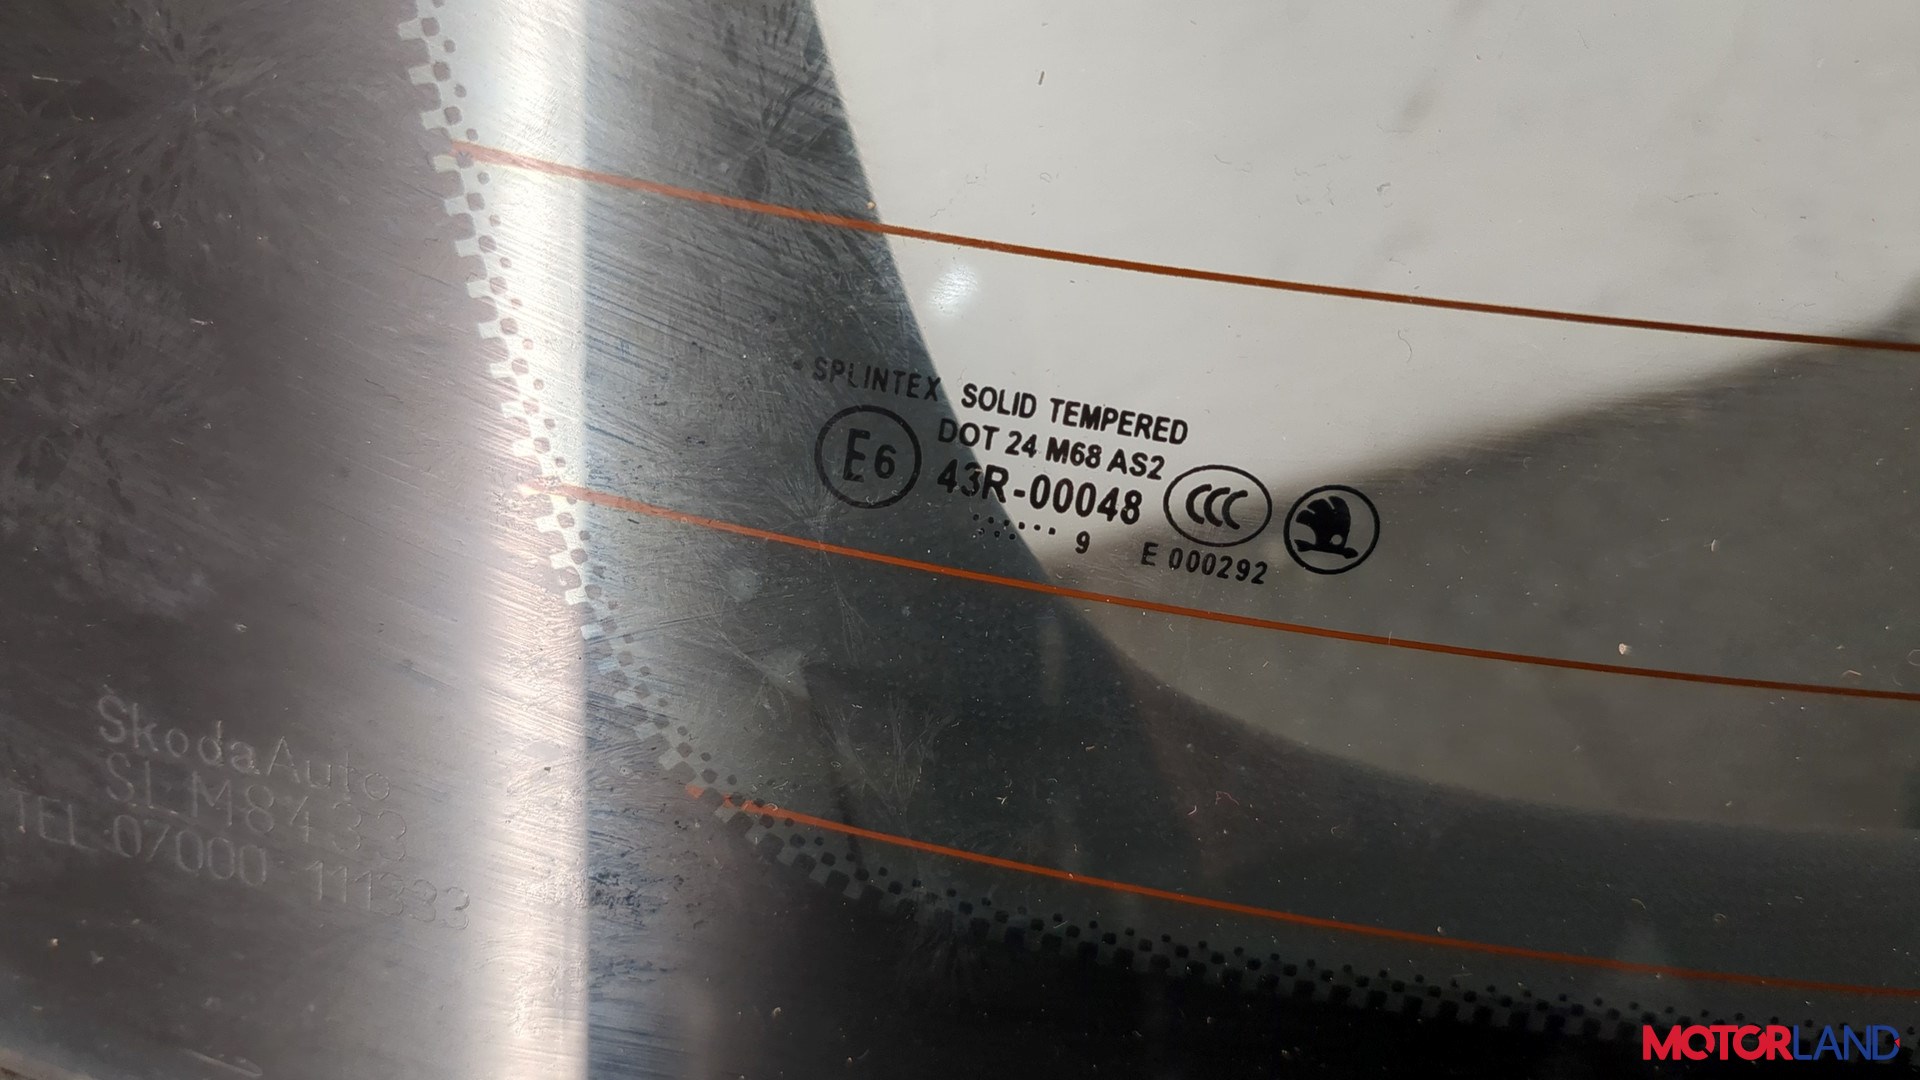 SPLINTEX SOLID TEMPERED
DOT 24 M68 AS2
E6 43R-00048
CCC
9 E 000292
SkodaAuto
SLM8433
TEL:07000 111333
MOTORLAND